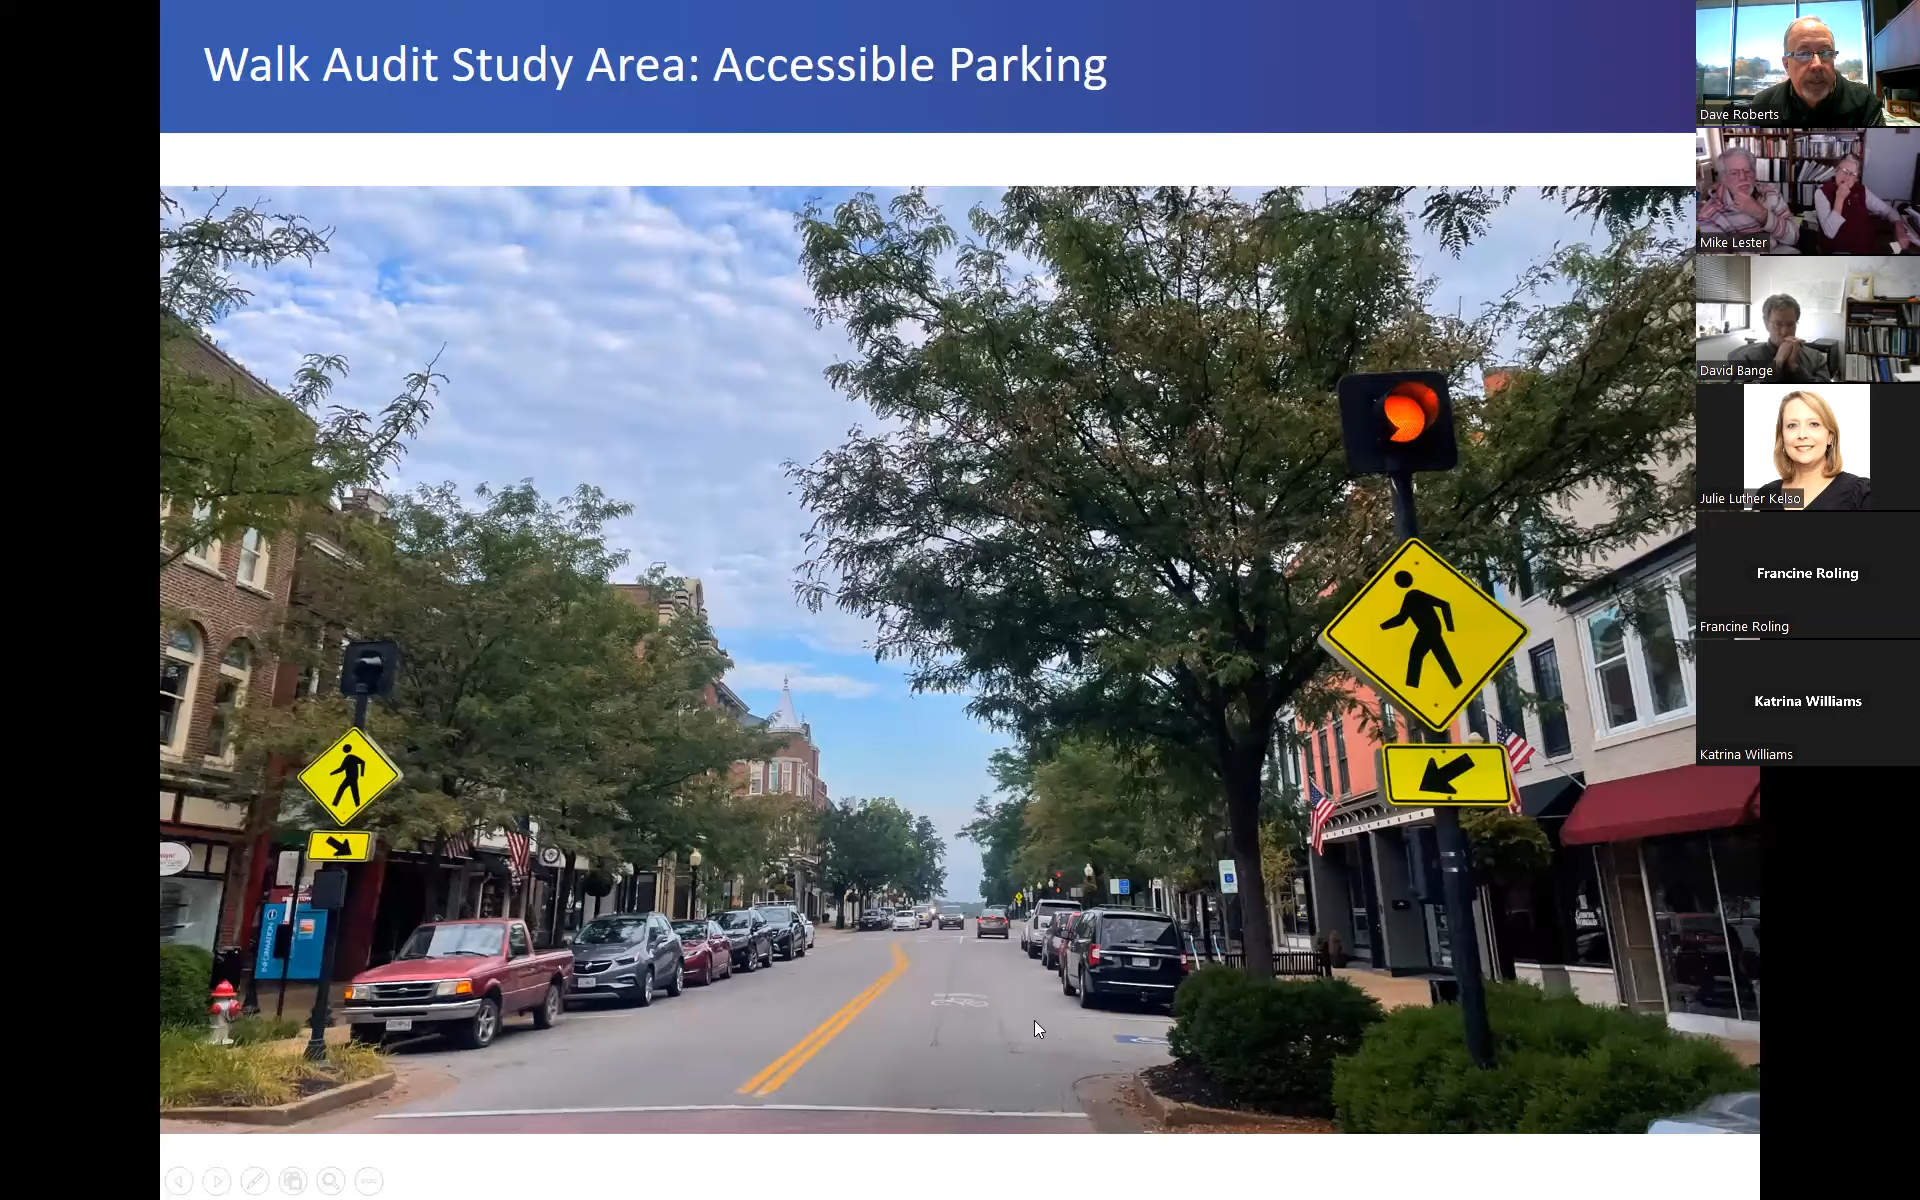 Walk Audit Study Area: Accessible Parking
Dave Roberts
Mike Lester
David Bange
Julie Luther Kelso
Francine Roling
Francine Roling
Katrina Williams
Katrina Williams
INFORMATION